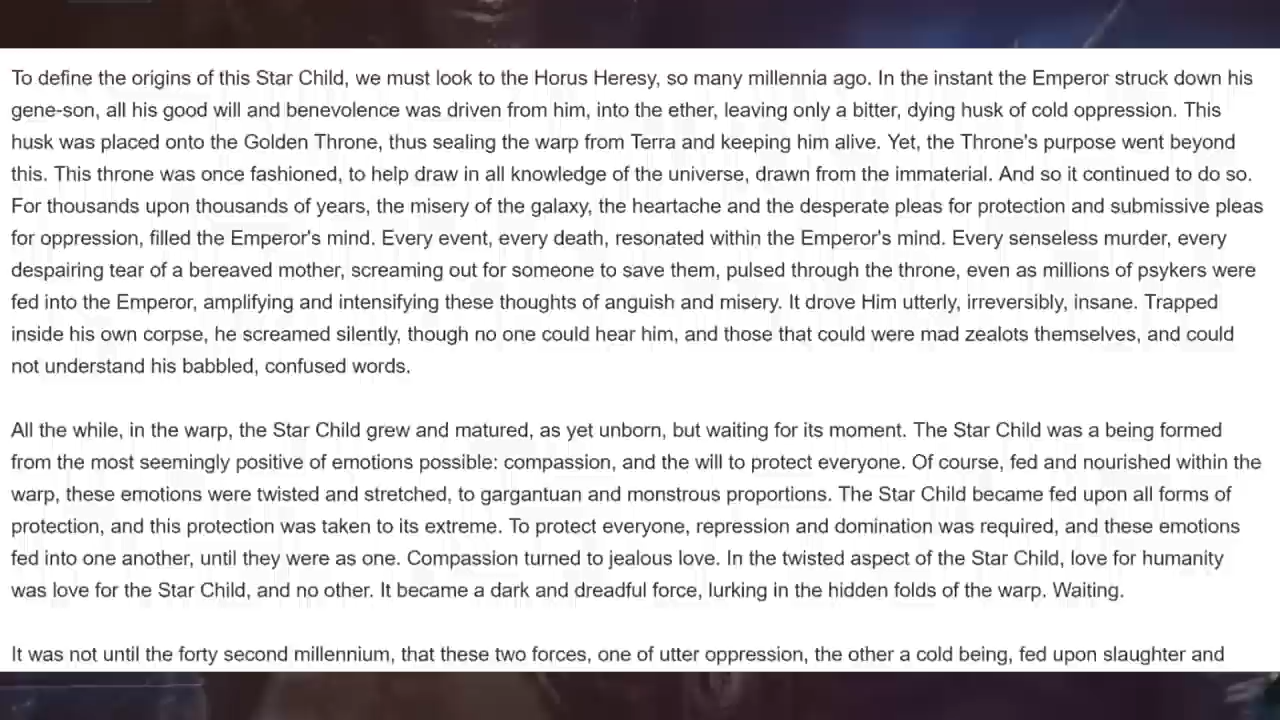 To define the origins of this Star Child, we must look to the Horus Heresy, so many millennia ago. In the instant the Emperor struck down his
gene-son, all his good will and benevolence was driven from him, into the ether, leaving only a bitter, dying husk of cold oppression. This
husk was placed onto the Golden Throne, thus sealing the warp from Terra and keeping him alive. Yet, the Throne's purpose went beyond
this. This throne was once fashioned, to help draw in all knowledge of the universe, drawn from the immaterial. And so it continued to do so.
For thousands upon thousands of years, the misery of the galaxy, the heartache and the desperate pleas for protection and submissive pleas
for oppression, filled the Emperor's mind. Every event, every death, resonated within the Emperor's mind. Every senseless murder, every
despairing tear of a bereaved mother, screaming out for someone to save them, pulsed through the throne, even as millions of psykers were
fed into the Emperor, amplifying and intensifying these thoughts of anguish and misery. It drove Him utterly, irreversibly, insane. Trapped
inside his own corpse, he screamed silently, though no one could hear him, and those that could were mad zealots themselves, and could
not understand his babbled, confused words.
All the while, in the warp, the Star Child grew and matured, as yet unborn, but waiting for its moment. The Star Child was a being formed
from the most seemingly positive of emotions possible: compassion, and the will to protect everyone. Of course, fed and nourished within the
warp, these emotions were twisted and stretched, to gargantuan and monstrous proportions. The Star Child became fed upon all forms of
protection, and this protection was taken to its extreme. To protect everyone, repression and domination was required, and these emotions
fed into one another, until they were as one. Compassion turned to jealous love. In the twisted aspect of the Star Child, love for humanity
was love for the Star Child, and no other. It became a dark and dreadful force, lurking in the hidden folds of the warp. Waiting.
It was not until the forty second millennium, that these two forces, one of utter oppression, the other a cold being, fed upon slaughter and